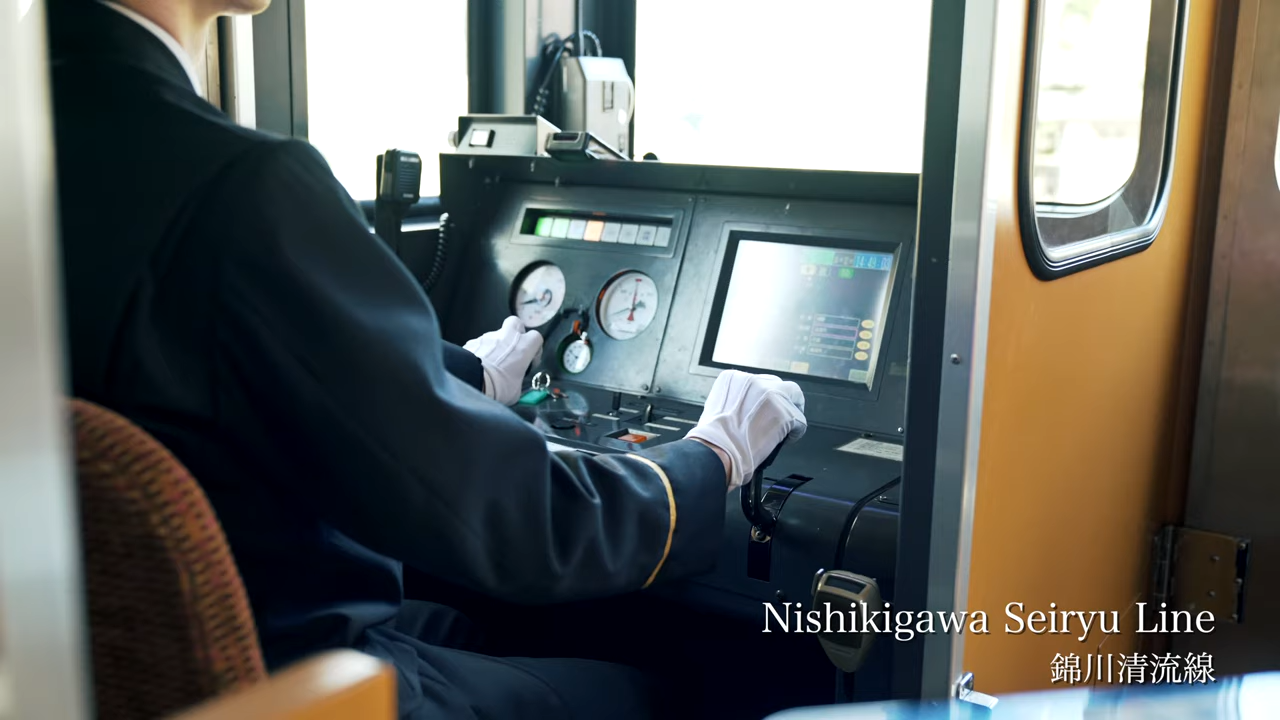 Nishikigawa Seiryu Line
錦川清流線